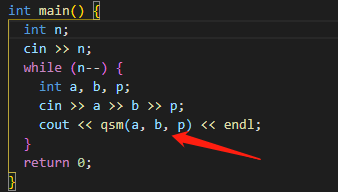 int main() {
int n;
cin >> n;
while (n--) {
int a, b, p;
cin >> a >> b >> p;
cout << qsm(a, b, p) << endl;
}
return 0;
}